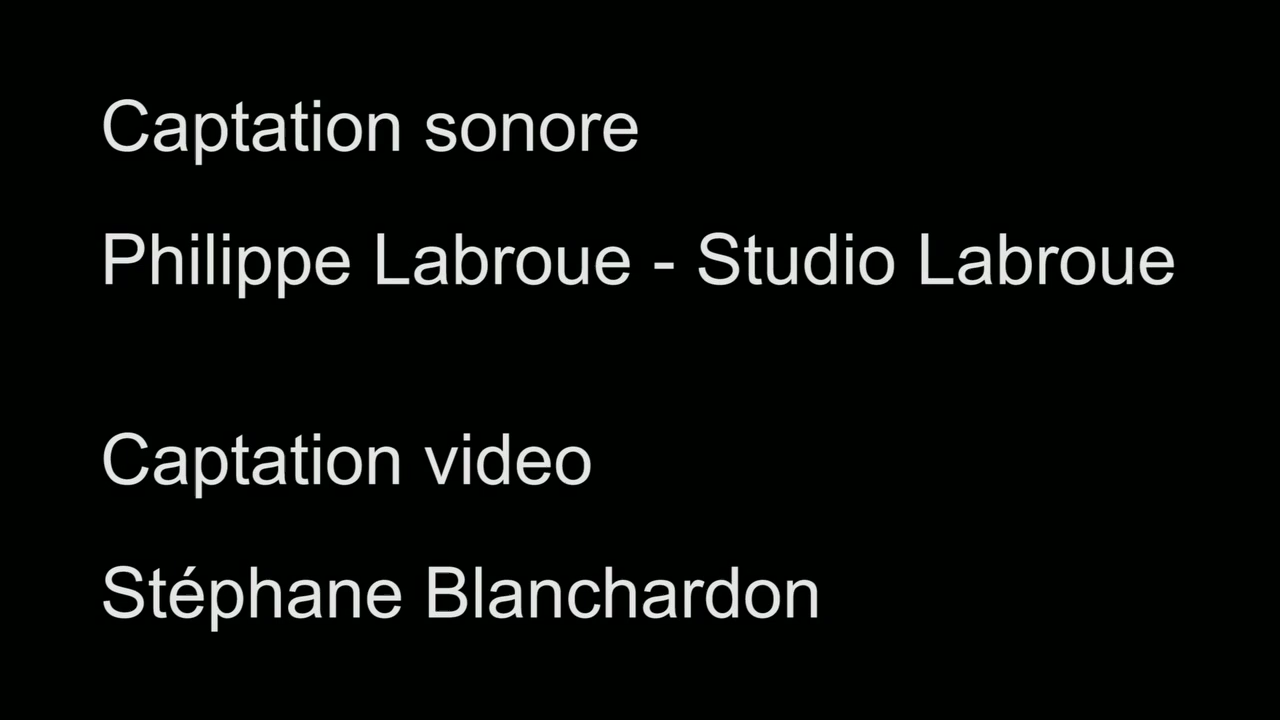 Captation sonore
Philippe Labroue - Studio Labroue
Captation video
Stéphane Blanchardon